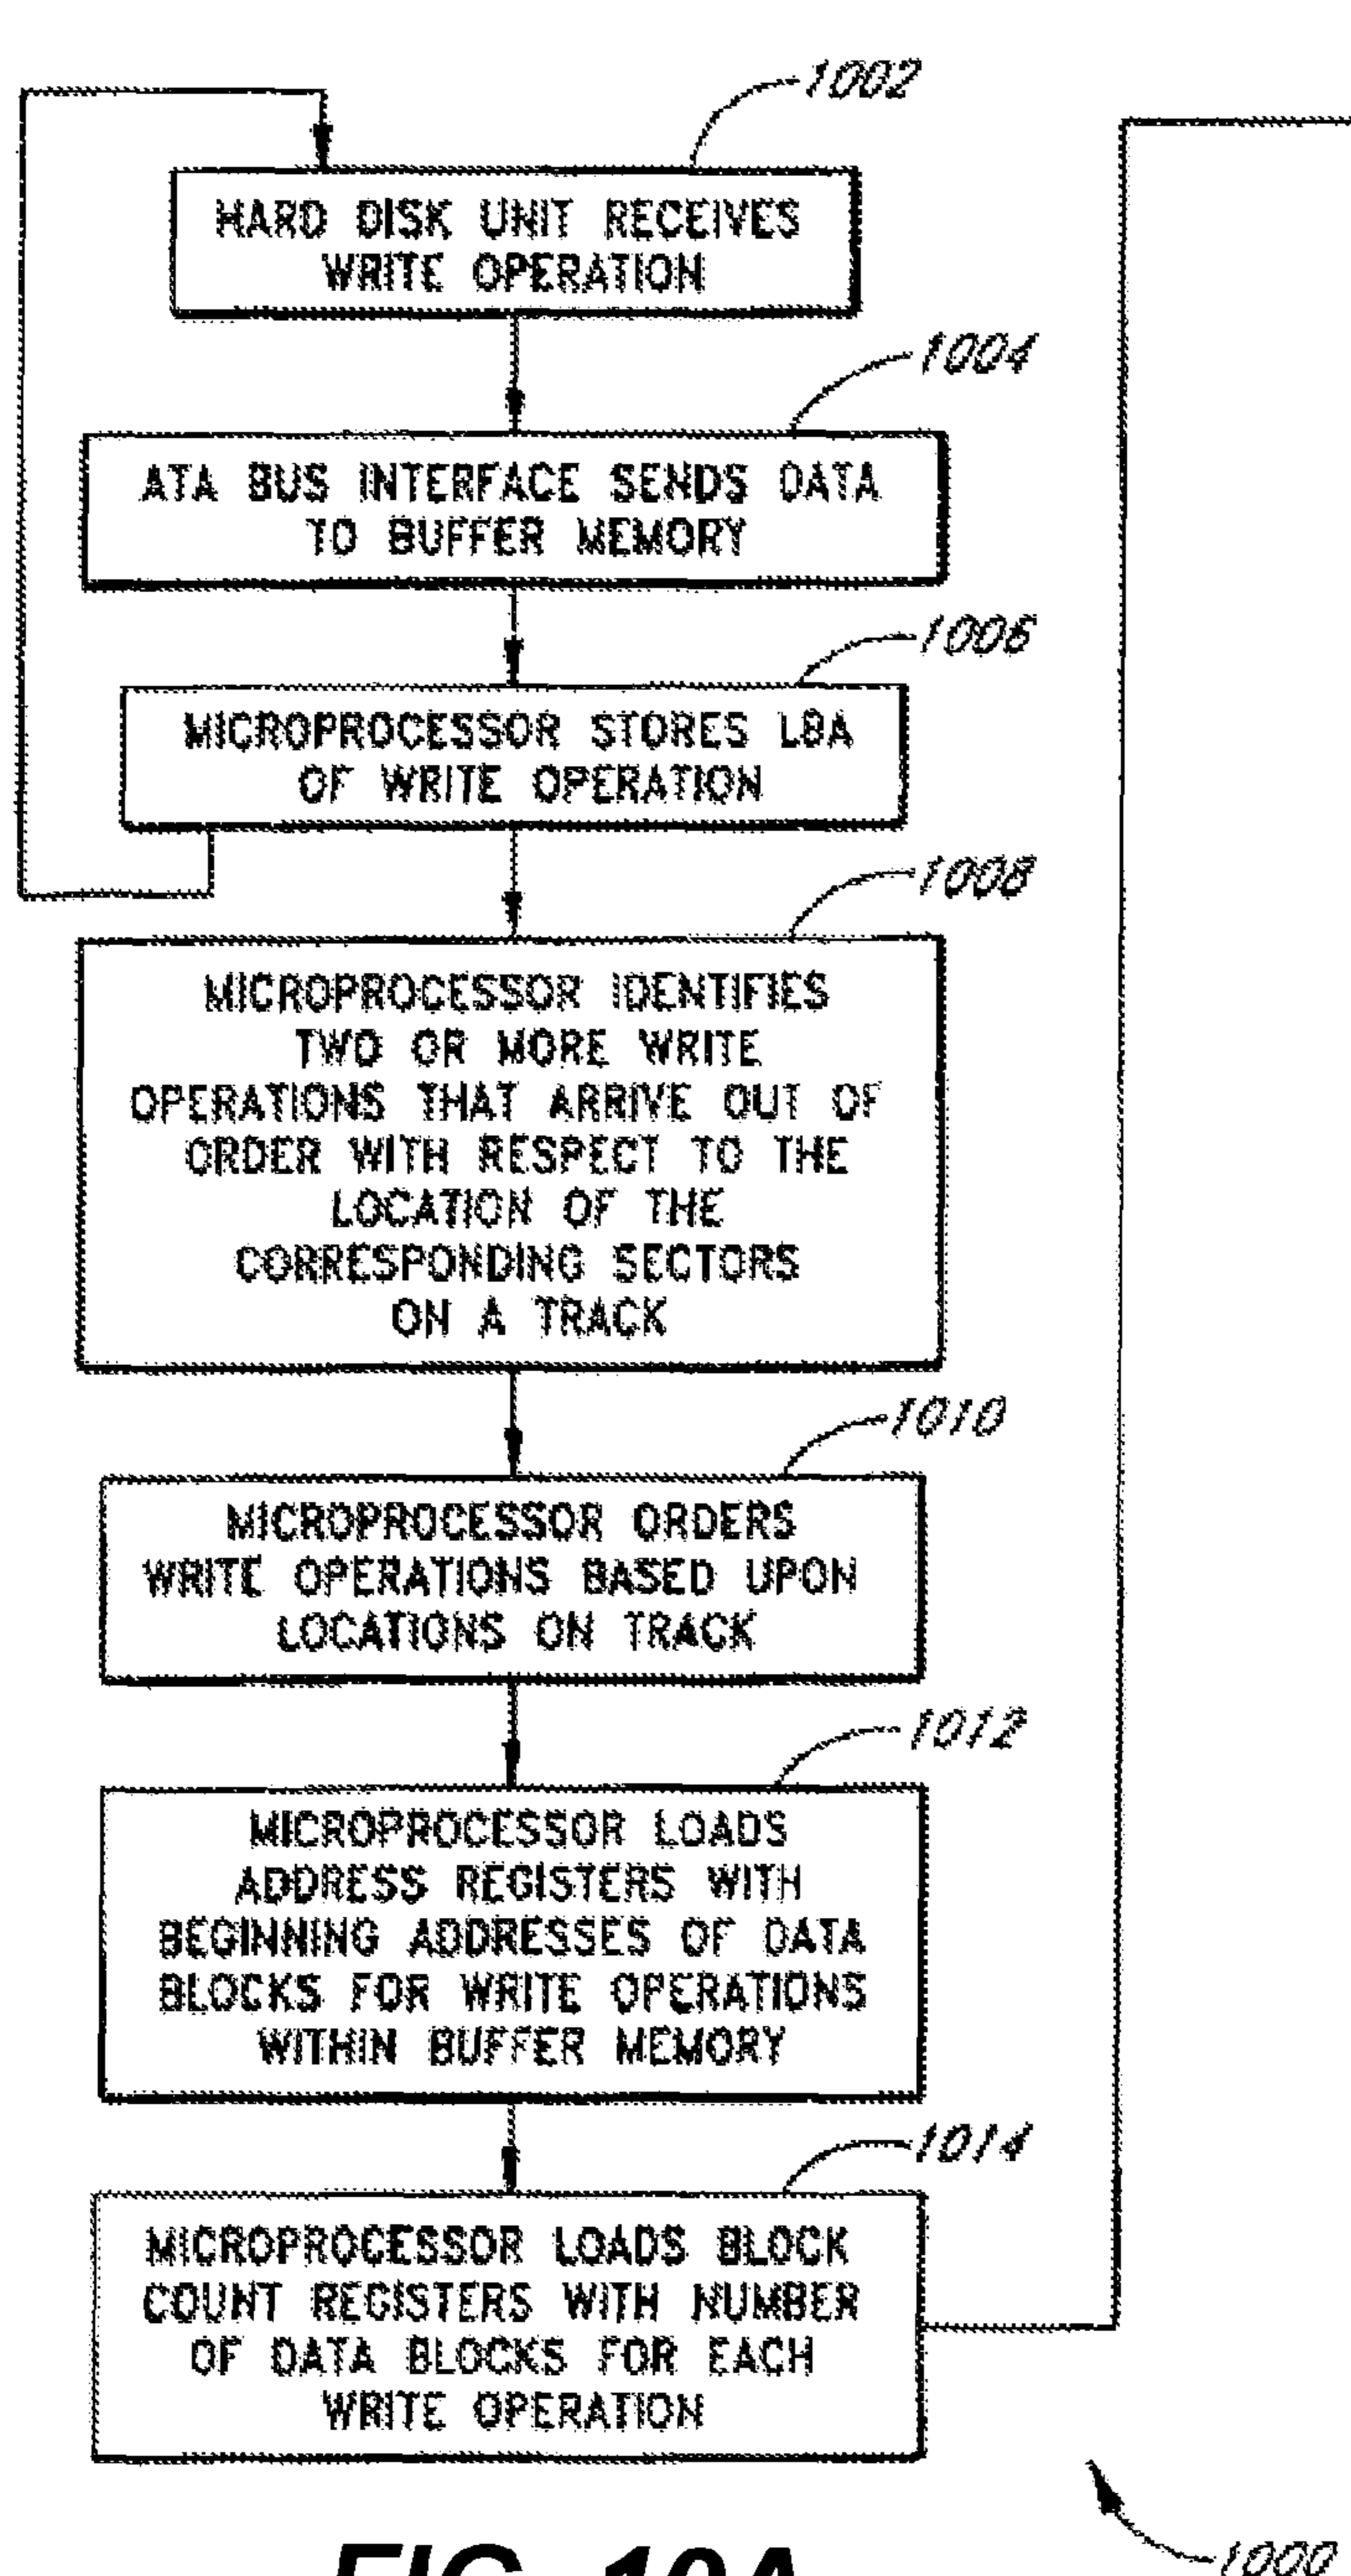 1002
HARD DISK UNIT RECEIVES
WRITE OPERATION
1004
ATA BUS INTERFACE SENDS DATA
TO BUFFER MEMORY
1006
MICROPROCESSOR STORES LBA
OF WRITE OPERATION
1008
MICROPROCESSOR IDENTIFIES
TWO OR MORE WRITE
OPERATIONS THAT ARRIVE OUT OF
ORDER WITH RESPECT TO THE
LOCATION OF THE
CORRESPONDING SECTORS
ON A TRACK
1010
MICROPROCESSOR ORDERS
WRITE OPERATIONS BASED UPON
LOCATIONS ON TRACK
1012
MICROPROCESSOR LOADS
ADDRESS REGISTERS WITH
BEGINNING ADDRESSES OF DATA
BLOCKS FOR WRITE OPERATIONS
WITHIN BUFFER MEMORY
1014
MICROPROCESSOR LOADS BLOCK
COUNT REGISTERS WITH NUMBER
OF DATA BLOCKS FOR EACH
WRITE OPERATION
1000
FIG. 10A